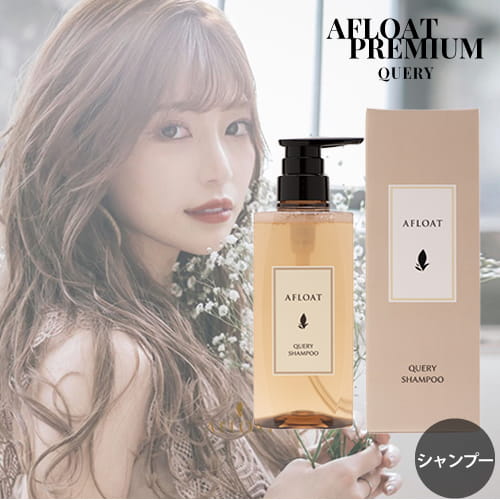 AFLOAT
PREMIUM
QUERY
AFLOAT
QUERY
SHAMPOO
AFLOAT
QUERY
SHAMPOO
シャンプー